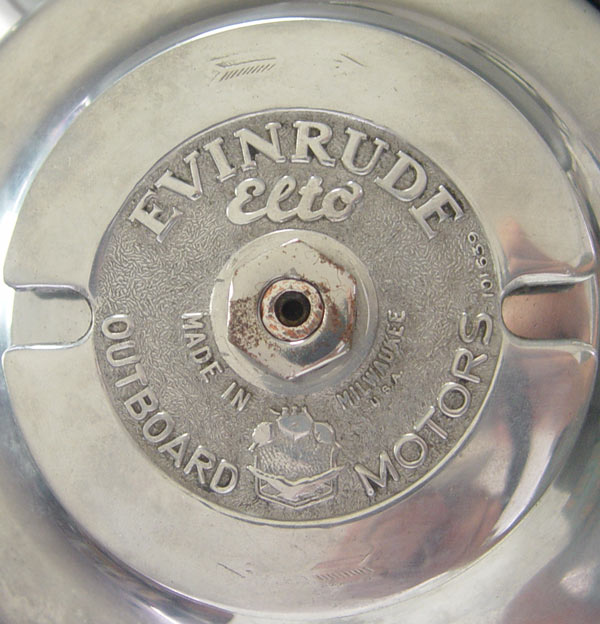 EVINRUDE
Elto
101659
MADE IN MILWAUKEE
U.S.A.
OUTBOARD MOTORS